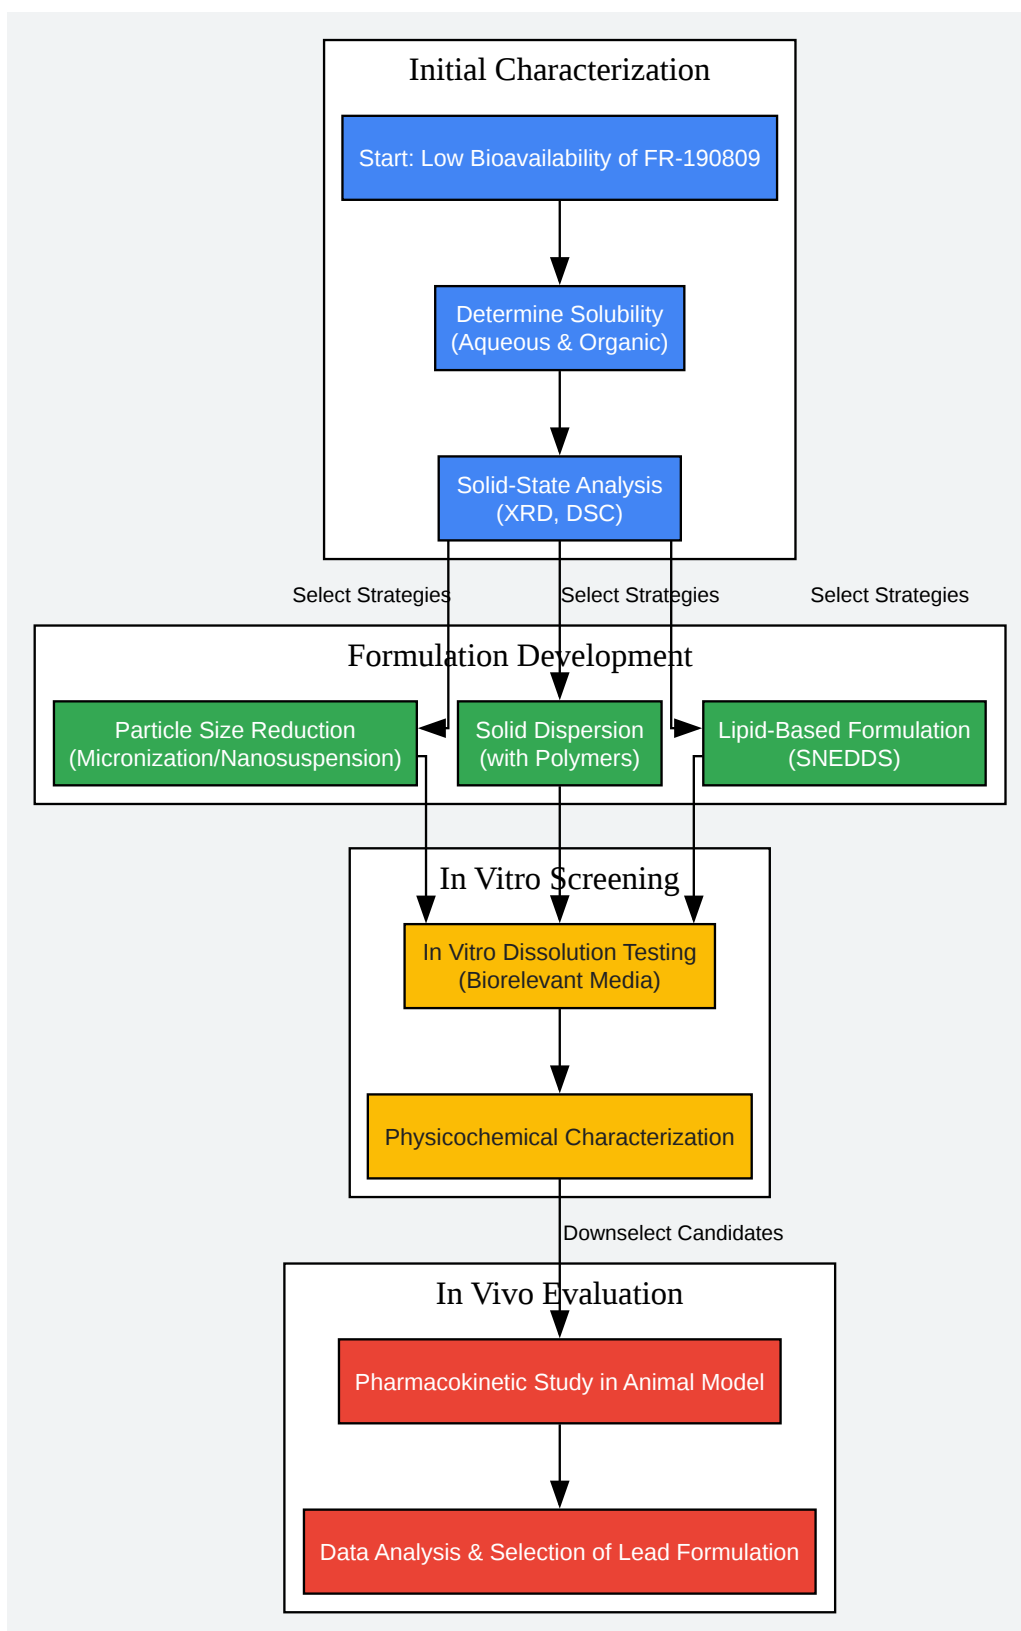 Initial Characterization
Start: Low Bioavailability of FR-190809
Determine Solubility
(Aqueous & Organic)
Solid-State Analysis
(XRD, DSC)
Select Strategies
Select Strategies
Select Strategies
Formulation Development
Particle Size Reduction
(Micronization/Nanosuspension)
Solid Dispersion
(with Polymers)
Lipid-Based Formulation
(SNEDDS)
In Vitro Screening
In Vitro Dissolution Testing
(Biorelevant Media)
Physicochemical Characterization
Downselect Candidates
In Vivo Evaluation
Pharmacokinetic Study in Animal Model
Data Analysis & Selection of Lead Formulation